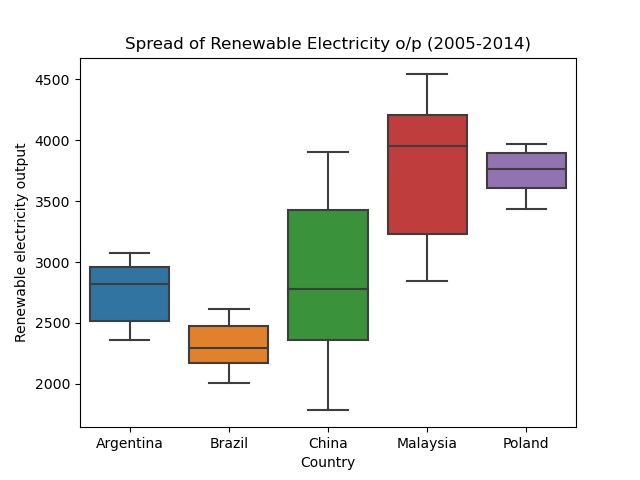 Spread of Renewable Electricity o/p (2005-2014)
Renewable electricity output
4500
4000
3500
3000
2500
2000
Argentina Brazil China Malaysia Poland
Country